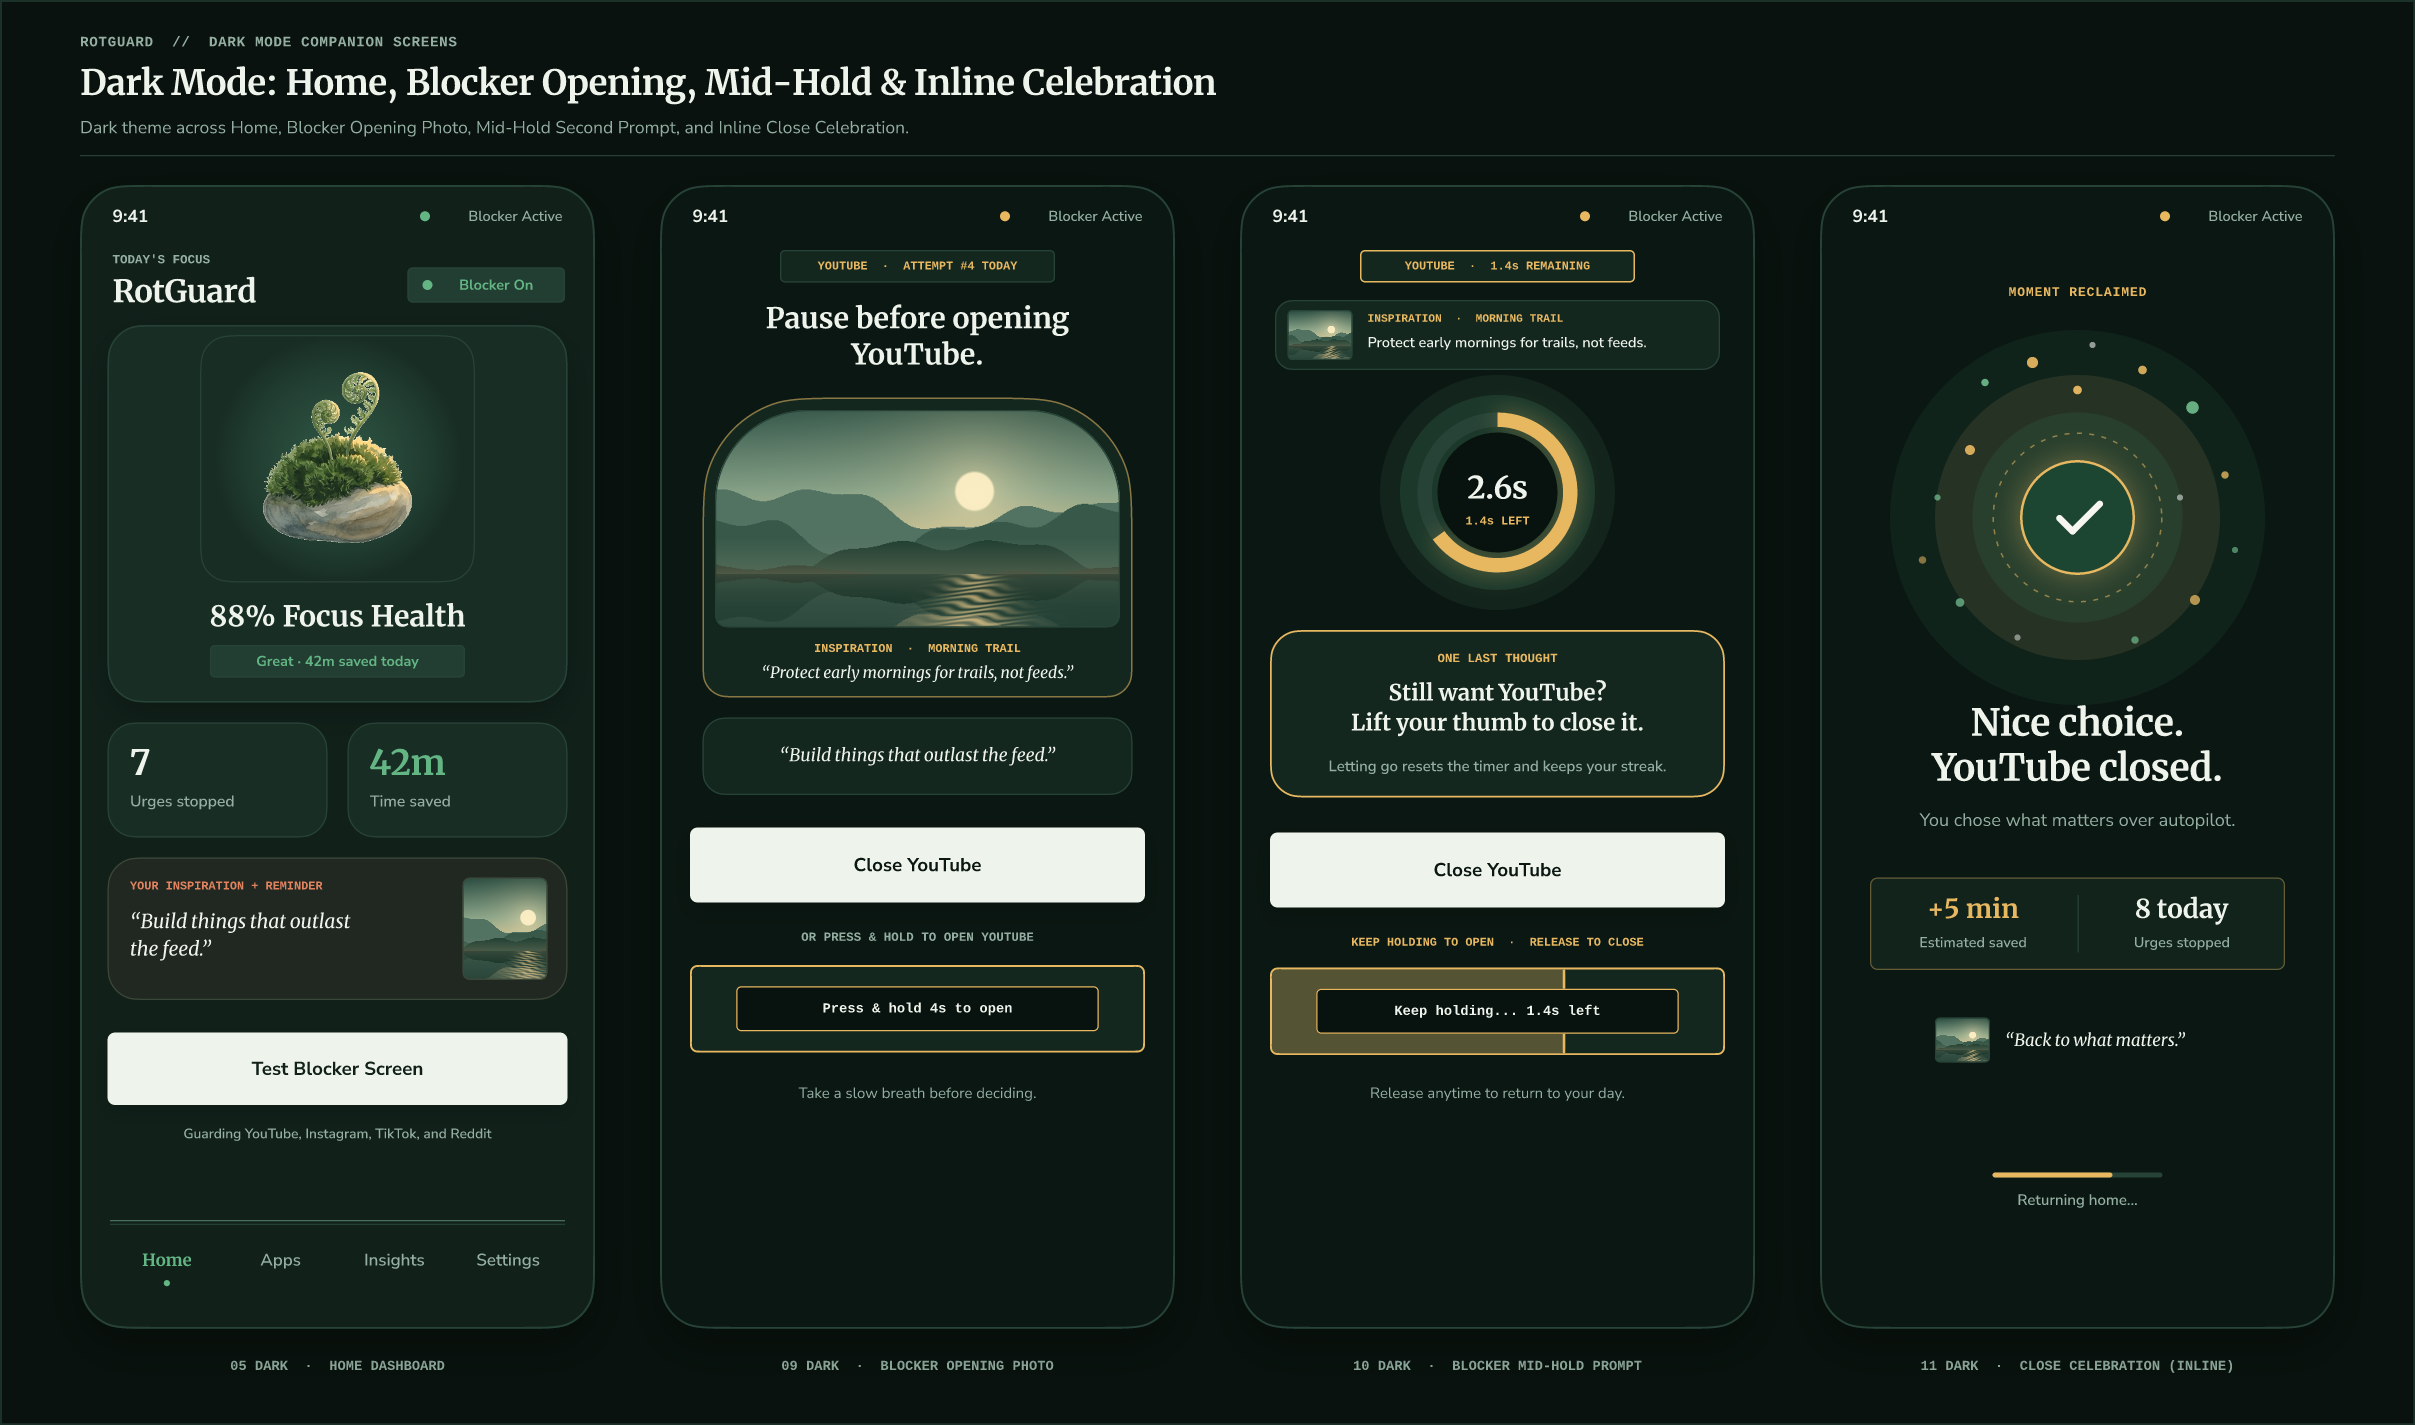 ROTGUARD // DARK MODE COMPANION SCREENS
Dark Mode: Home, Blocker Opening, Mid-Hold & Inline Celebration
Dark theme across Home, Blocker Opening Photo, Mid-Hold Second Prompt, and Inline Close Celebration.
9:41
Blocker Active
TODAY'S FOCUS
RotGuard
Blocker On
88% Focus Health
Great · 42m saved today
7
Urges stopped
42m
Time saved
YOUR INSPIRATION + REMINDER
“Build things that outlast
the feed.”
Test Blocker Screen
Guarding YouTube, Instagram, TikTok, and Reddit
Home
Apps
Insights
Settings
05 DARK · HOME DASHBOARD
9:41
Blocker Active
YOUTUBE · ATTEMPT #4 TODAY
Pause before opening
YouTube.
INSPIRATION · MORNING TRAIL
“Protect early mornings for trails, not feeds.”
“Build things that outlast the feed.”
Close YouTube
OR PRESS & HOLD TO OPEN YOUTUBE
Press & hold 4s to open
Take a slow breath before deciding.
09 DARK · BLOCKER OPENING PHOTO
9:41
Blocker Active
YOUTUBE · 1.4s REMAINING
INSPIRATION · MORNING TRAIL
Protect early mornings for trails, not feeds.
2.6s
1.4s LEFT
ONE LAST THOUGHT
Still want YouTube?
Lift your thumb to close it.
Letting go resets the timer and keeps your streak.
Close YouTube
KEEP HOLDING TO OPEN · RELEASE TO CLOSE
Keep holding... 1.4s left
Release anytime to return to your day.
10 DARK · BLOCKER MID-HOLD PROMPT
9:41
Blocker Active
MOMENT RECLAIMED
Nice choice.
YouTube closed.
You chose what matters over autopilot.
+5 min
Estimated saved
8 today
Urges stopped
“Back to what matters.”
Returning home...
11 DARK · CLOSE CELEBRATION (INLINE)